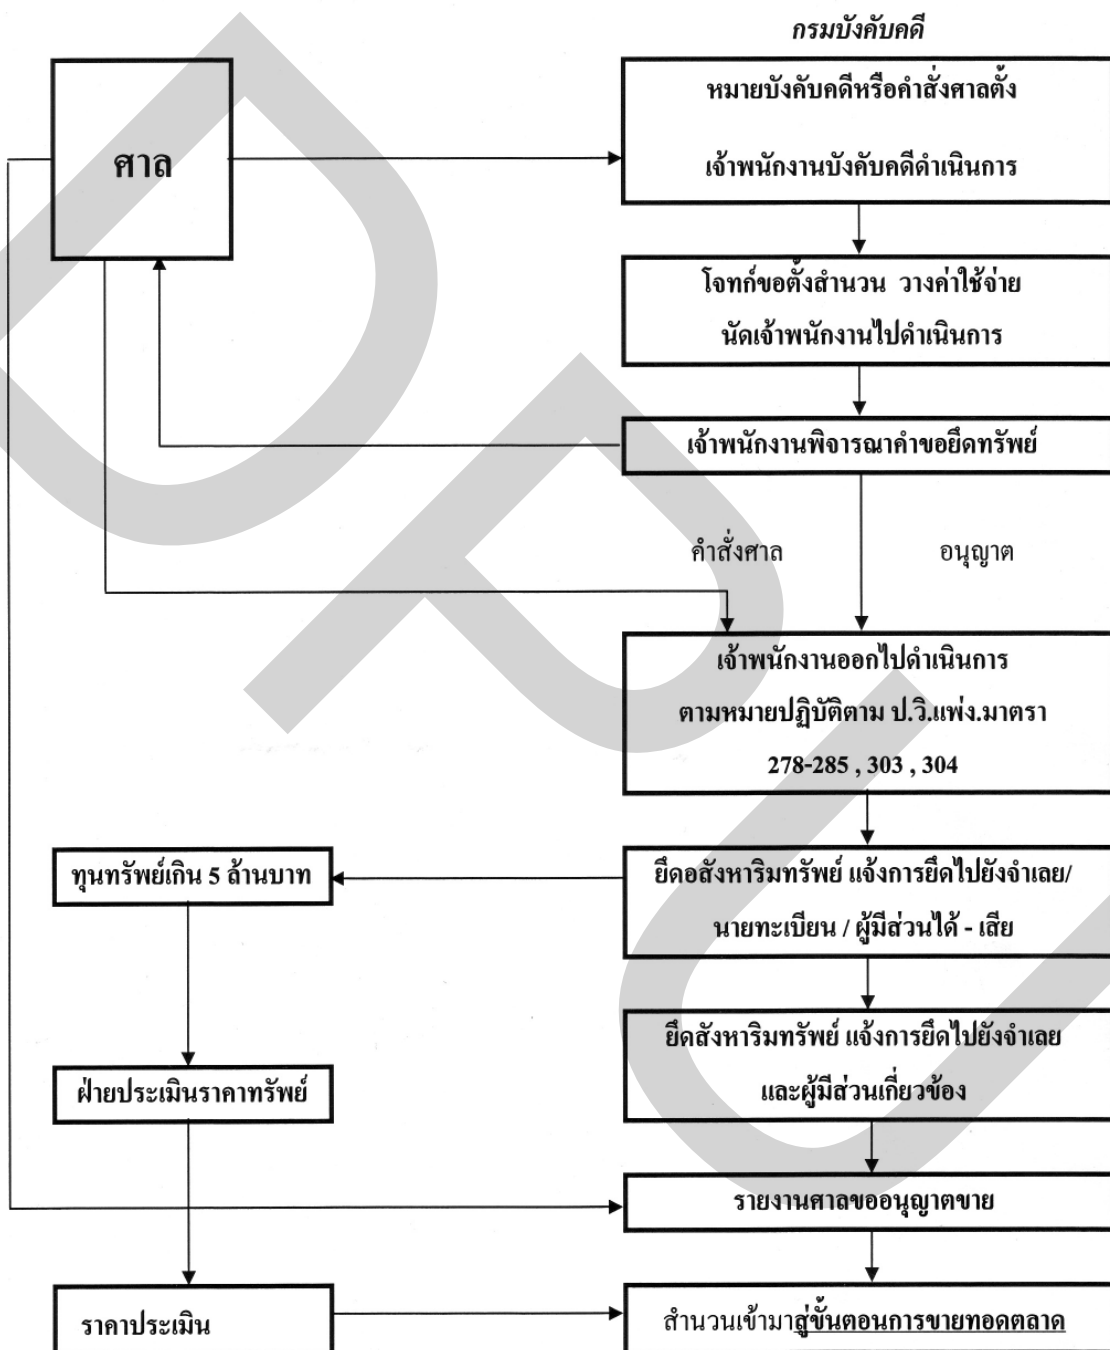 กรมบังคับคดี
ศาล
หมายบังคับคดีหรือคำสั่งศาลตั้ง
เจ้าพนักงานบังคับคดีดำเนินการ
โจทก์ขอตั้งสำนวน วางค่าใช้จ่าย
นัดเจ้าพนักงานไปดำเนินการ
เจ้าพนักงานพิจารณาคำขอยึดทรัพย์
คำสั่งศาล อนุญาต
เจ้าพนักงานออกไปดำเนินการ
ตามหมายปฏิบัติตาม ป.วิ.แพ่ง.มาตรา
278-285 , 303 , 304
ทุนทรัพย์เกิน 5 ล้านบาท
ยึดอสังหาริมทรัพย์ แจ้งการยึดไปยังจำเลย/
นายทะเบียน / ผู้มีส่วนได้ - เสีย
ยึดสังหาริมทรัพย์ แจ้งการยึดไปยังจำเลย
และผู้มีส่วนเกี่ยวข้อง
ฝ่ายประเมินราคาทรัพย์
รายงานศาลขออนุญาตขาย
ราคาประเมิน
สำนวนเข้ามาสู่ขั้นตอนการขายทอดตลาด
DPU